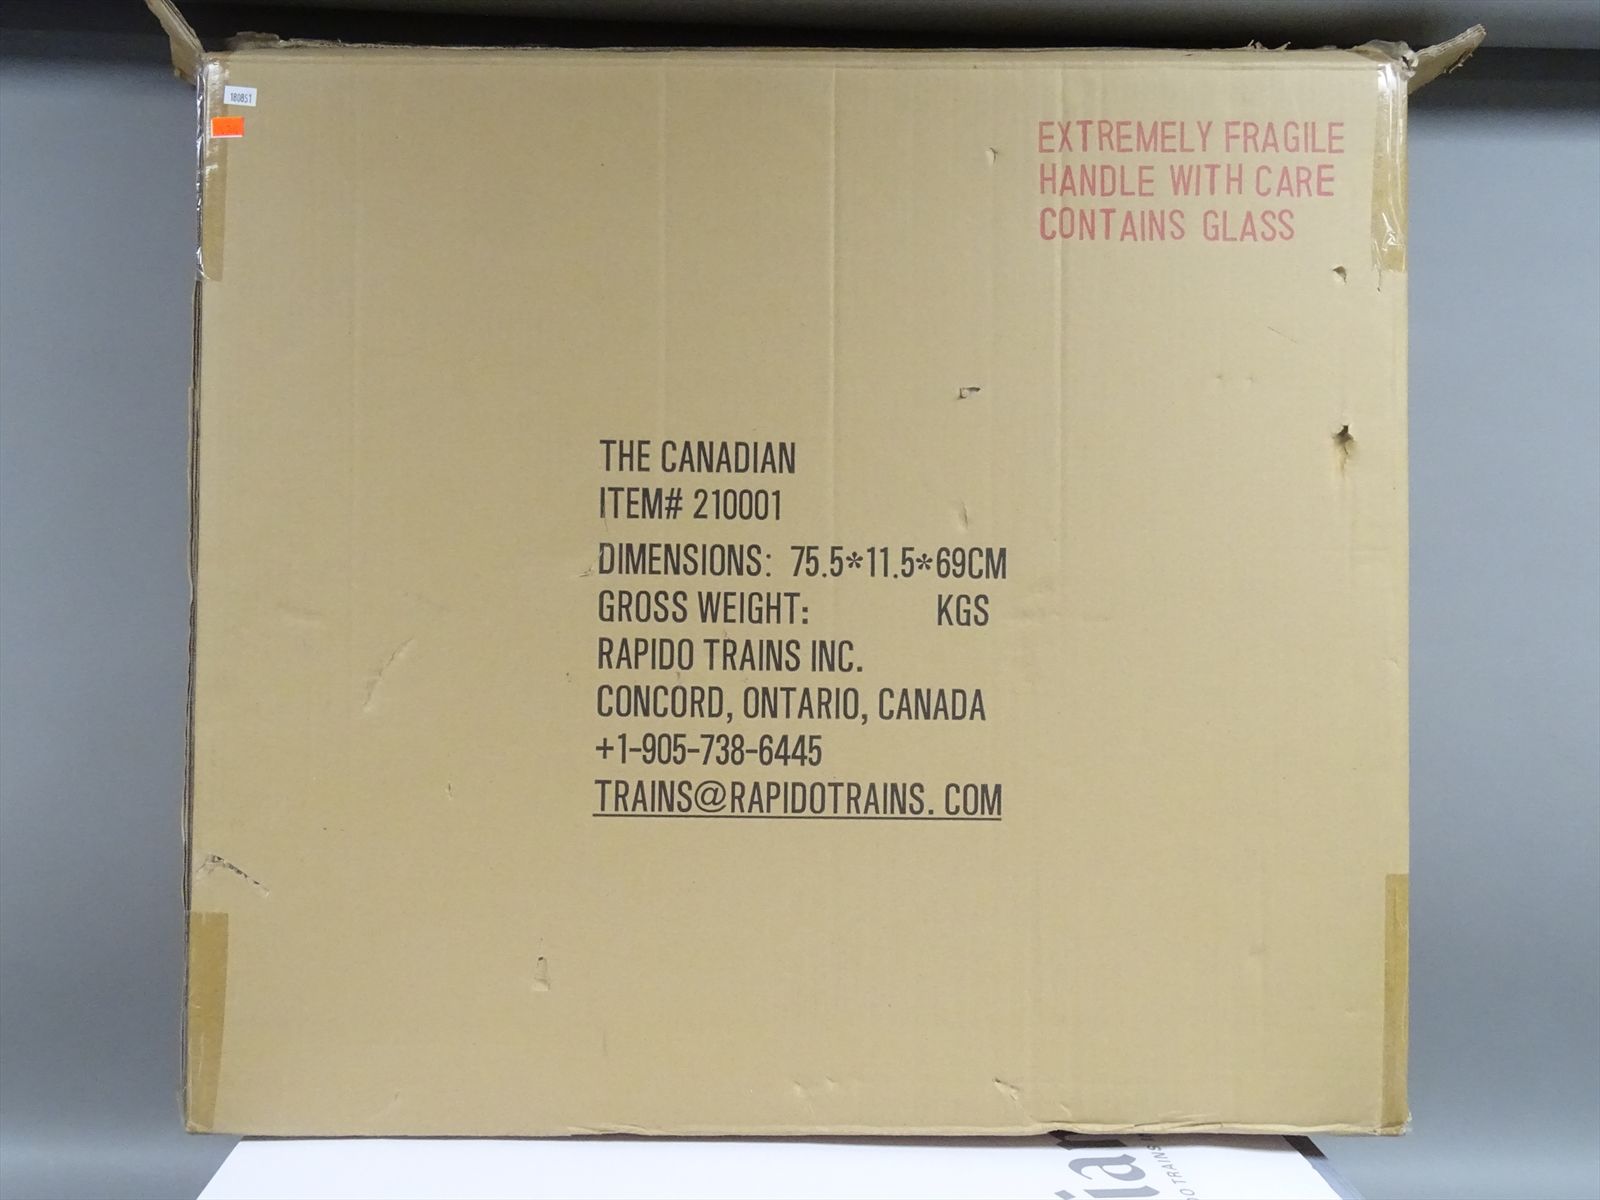 180851
EXTREMELY FRAGILE
HANDLE WITH CARE
CONTAINS GLASS
THE CANADIAN
ITEM# 210001
DIMENSIONS: 75.5*11.5*69CM
GROSS WEIGHT: KGS
RAPIDO TRAINS INC.
CONCORD, ONTARIO, CANADA
+1-905-738-6445
TRAINS@RAPIDOTRAINS. COM